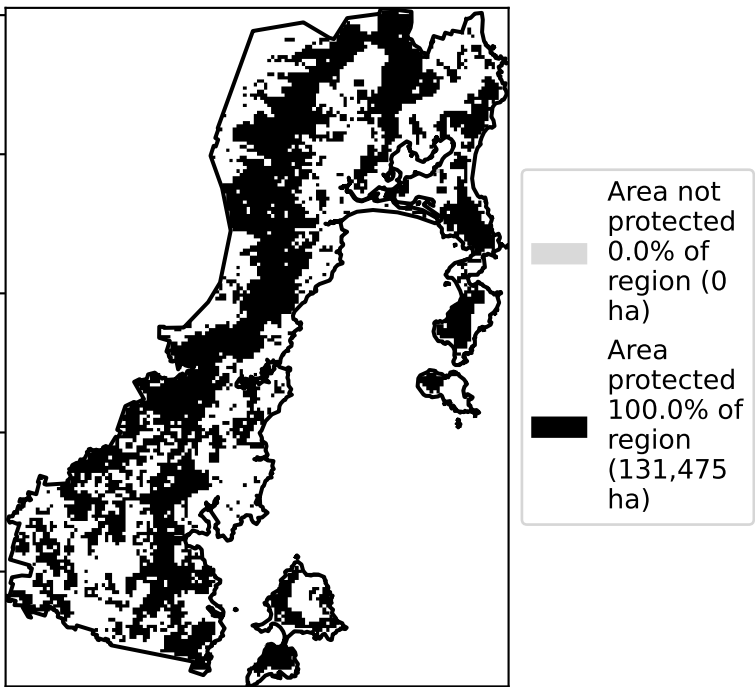 Area not
protected
0.0% of
region (0
ha)
Area
protected
100.0% of
region
(131,475
ha)